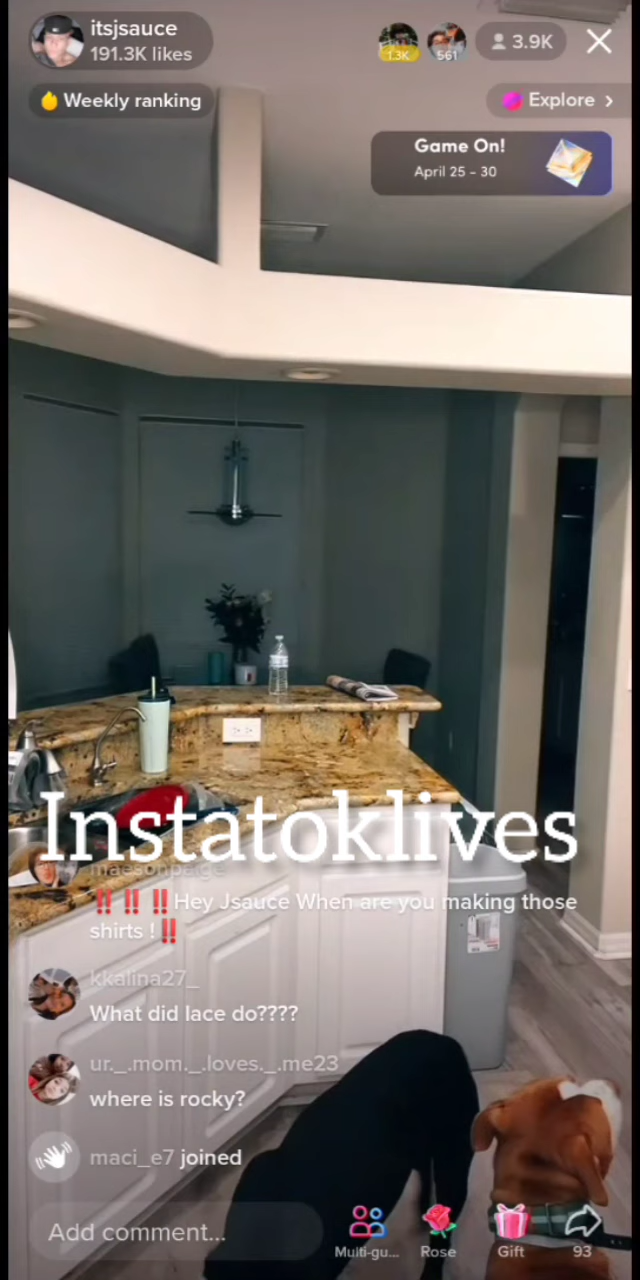 itsjsauce
191.3K likes
1.3K
561
3.9K
Weekly ranking
Explore >
Game On!
April 25 - 30
Instatoklives
maesonpaige
‼️ ‼️ ‼️Hey Jsauce When are you making those
shirts !‼️
kkalina27_
What did lace do????
ur._.mom._.loves._.me23
where is rocky?
maci_e7 joined
Add comment...
Multi-gu...
Rose
Gift
93